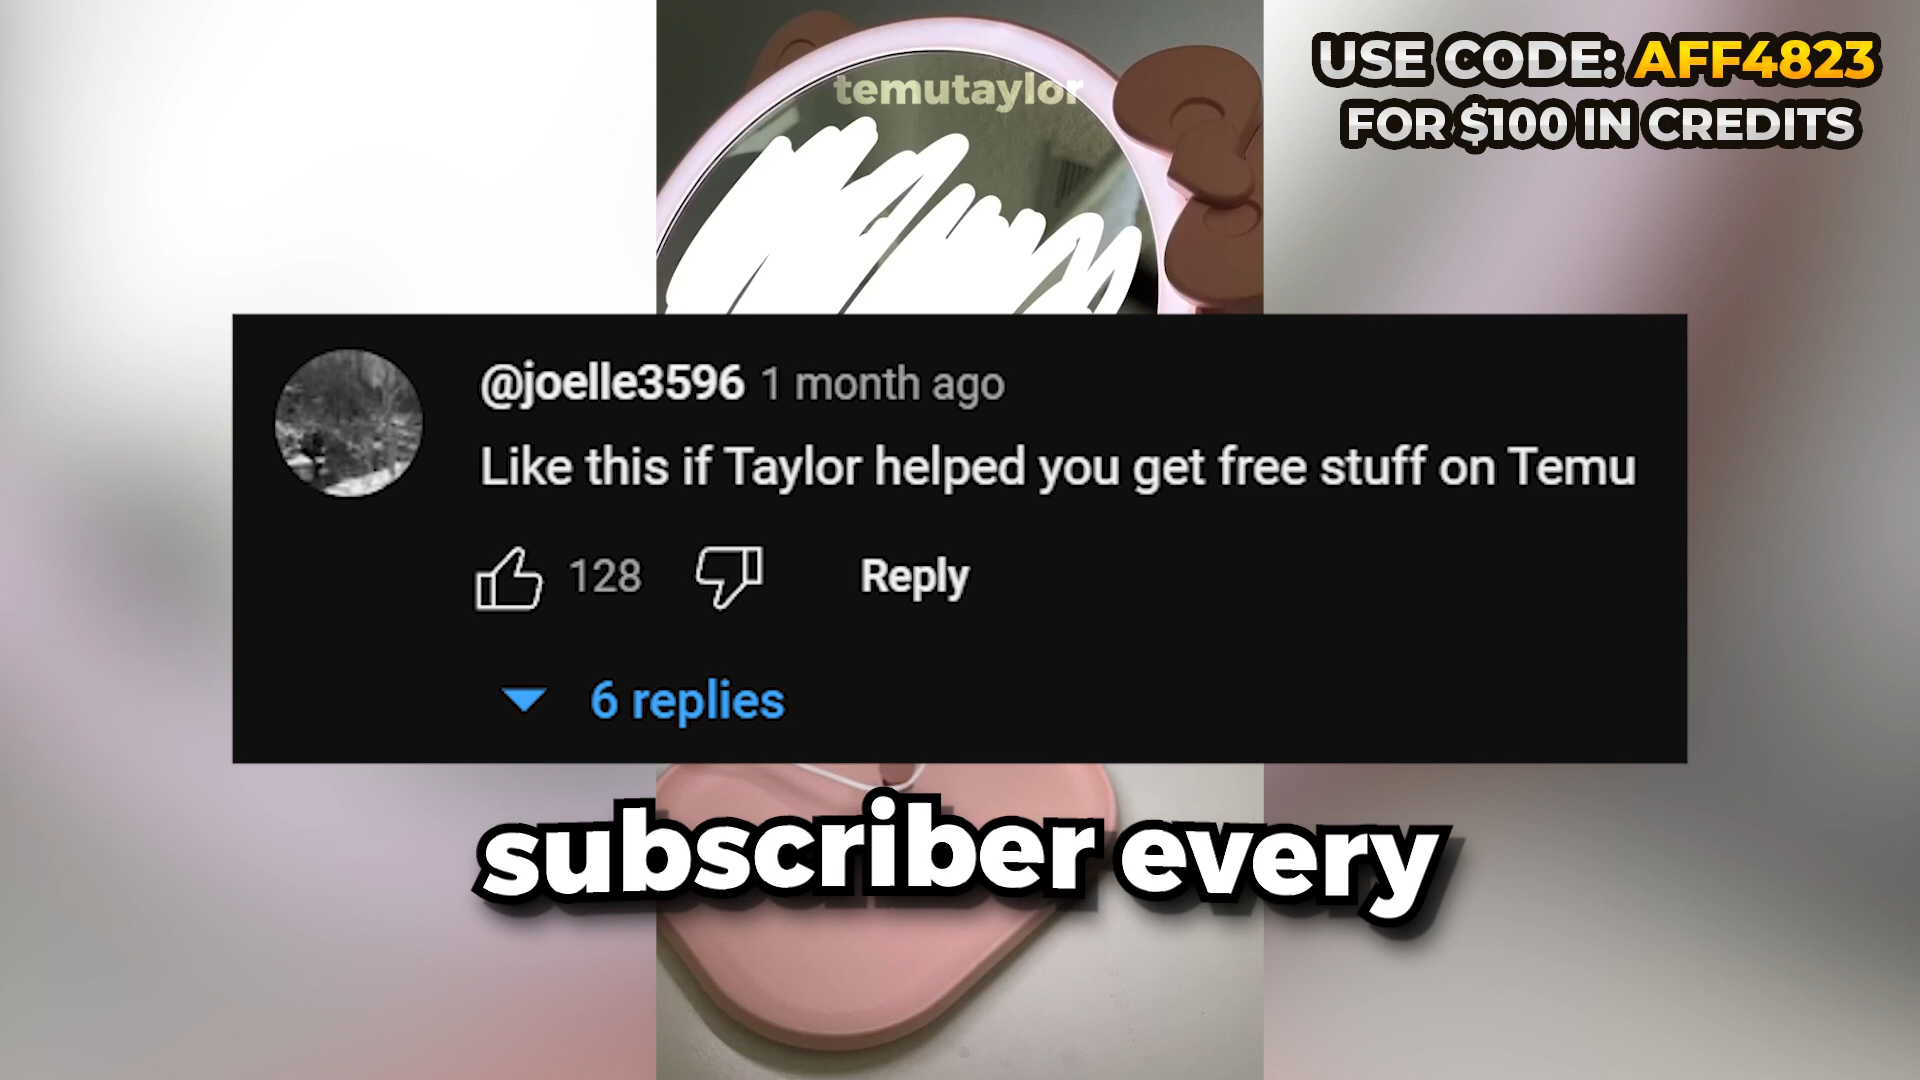 USE CODE: AFF4823
FOR $100 IN CREDITS
temutaylor
@joelle3596 1 month ago
Like this if Taylor helped you get free stuff on Temu
128 Reply
6 replies
subscriber every